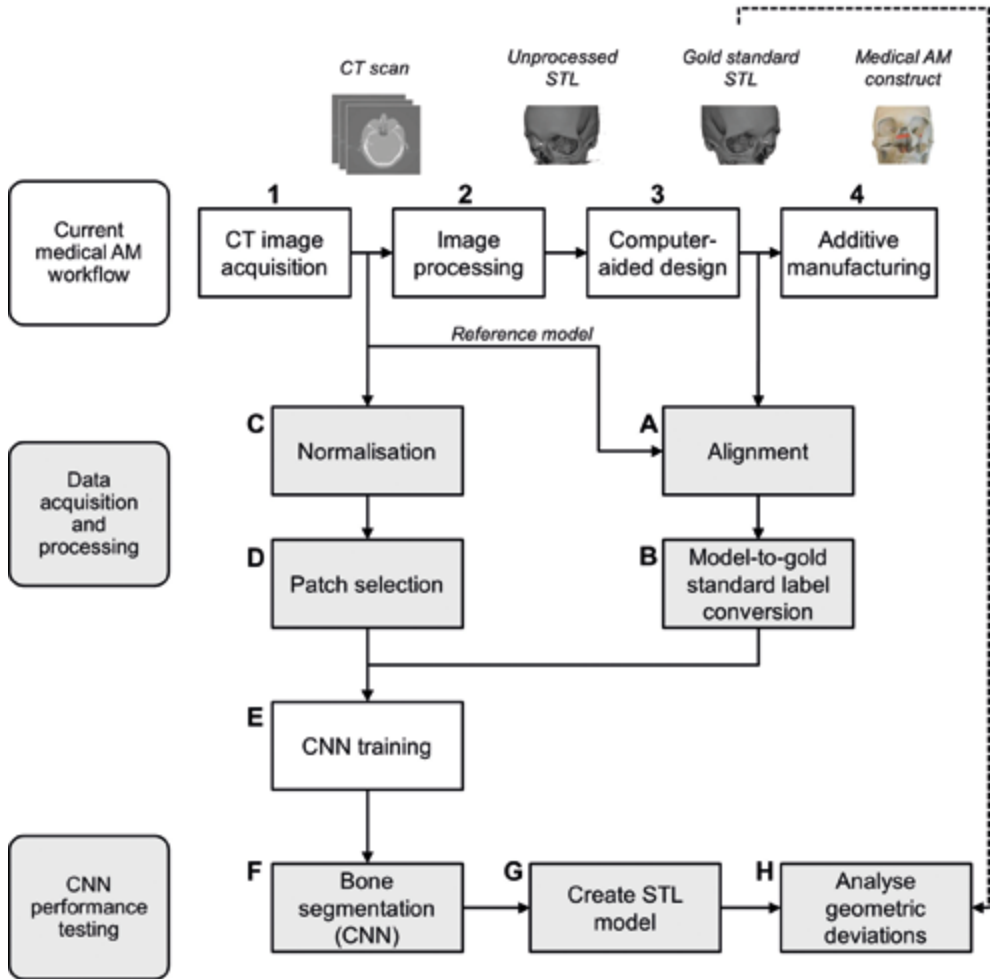 CT scan
Unprocessed
STL
Gold standard
STL
Medical AM
construct
Current
medical AM
workflow
1
CT image
acquisition
2
Image
processing
3
Computer-
aided design
4
Additive
manufacturing
Reference model
Data
acquisition
and
processing
C
Normalisation
A
Alignment
D
Patch selection
B
Model-to-gold
standard label
conversion
E
CNN training
CNN
performance
testing
F
Bone
segmentation
(CNN)
G
Create STL
model
H
Analyse
geometric
deviations